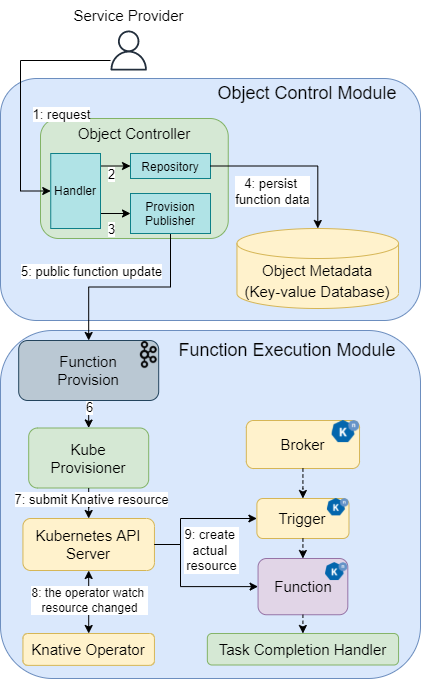 Service Provider
Object Control Module
1: request
Object Controller
Handler
2
Repository
3
Provision
Publisher
4: persist
function data
Object Metadata
(Key-value Database)
5: public function update
Function Execution Module
Function
Provision
6
Kube
Provisioner
7: submit Knative resource
Kubernetes API
Server
8: the operator watch
resource changed
Knative Operator
9: create
actual
resource
Broker
K
n
Trigger
K
n
Function
K
n
Task Completion Handler